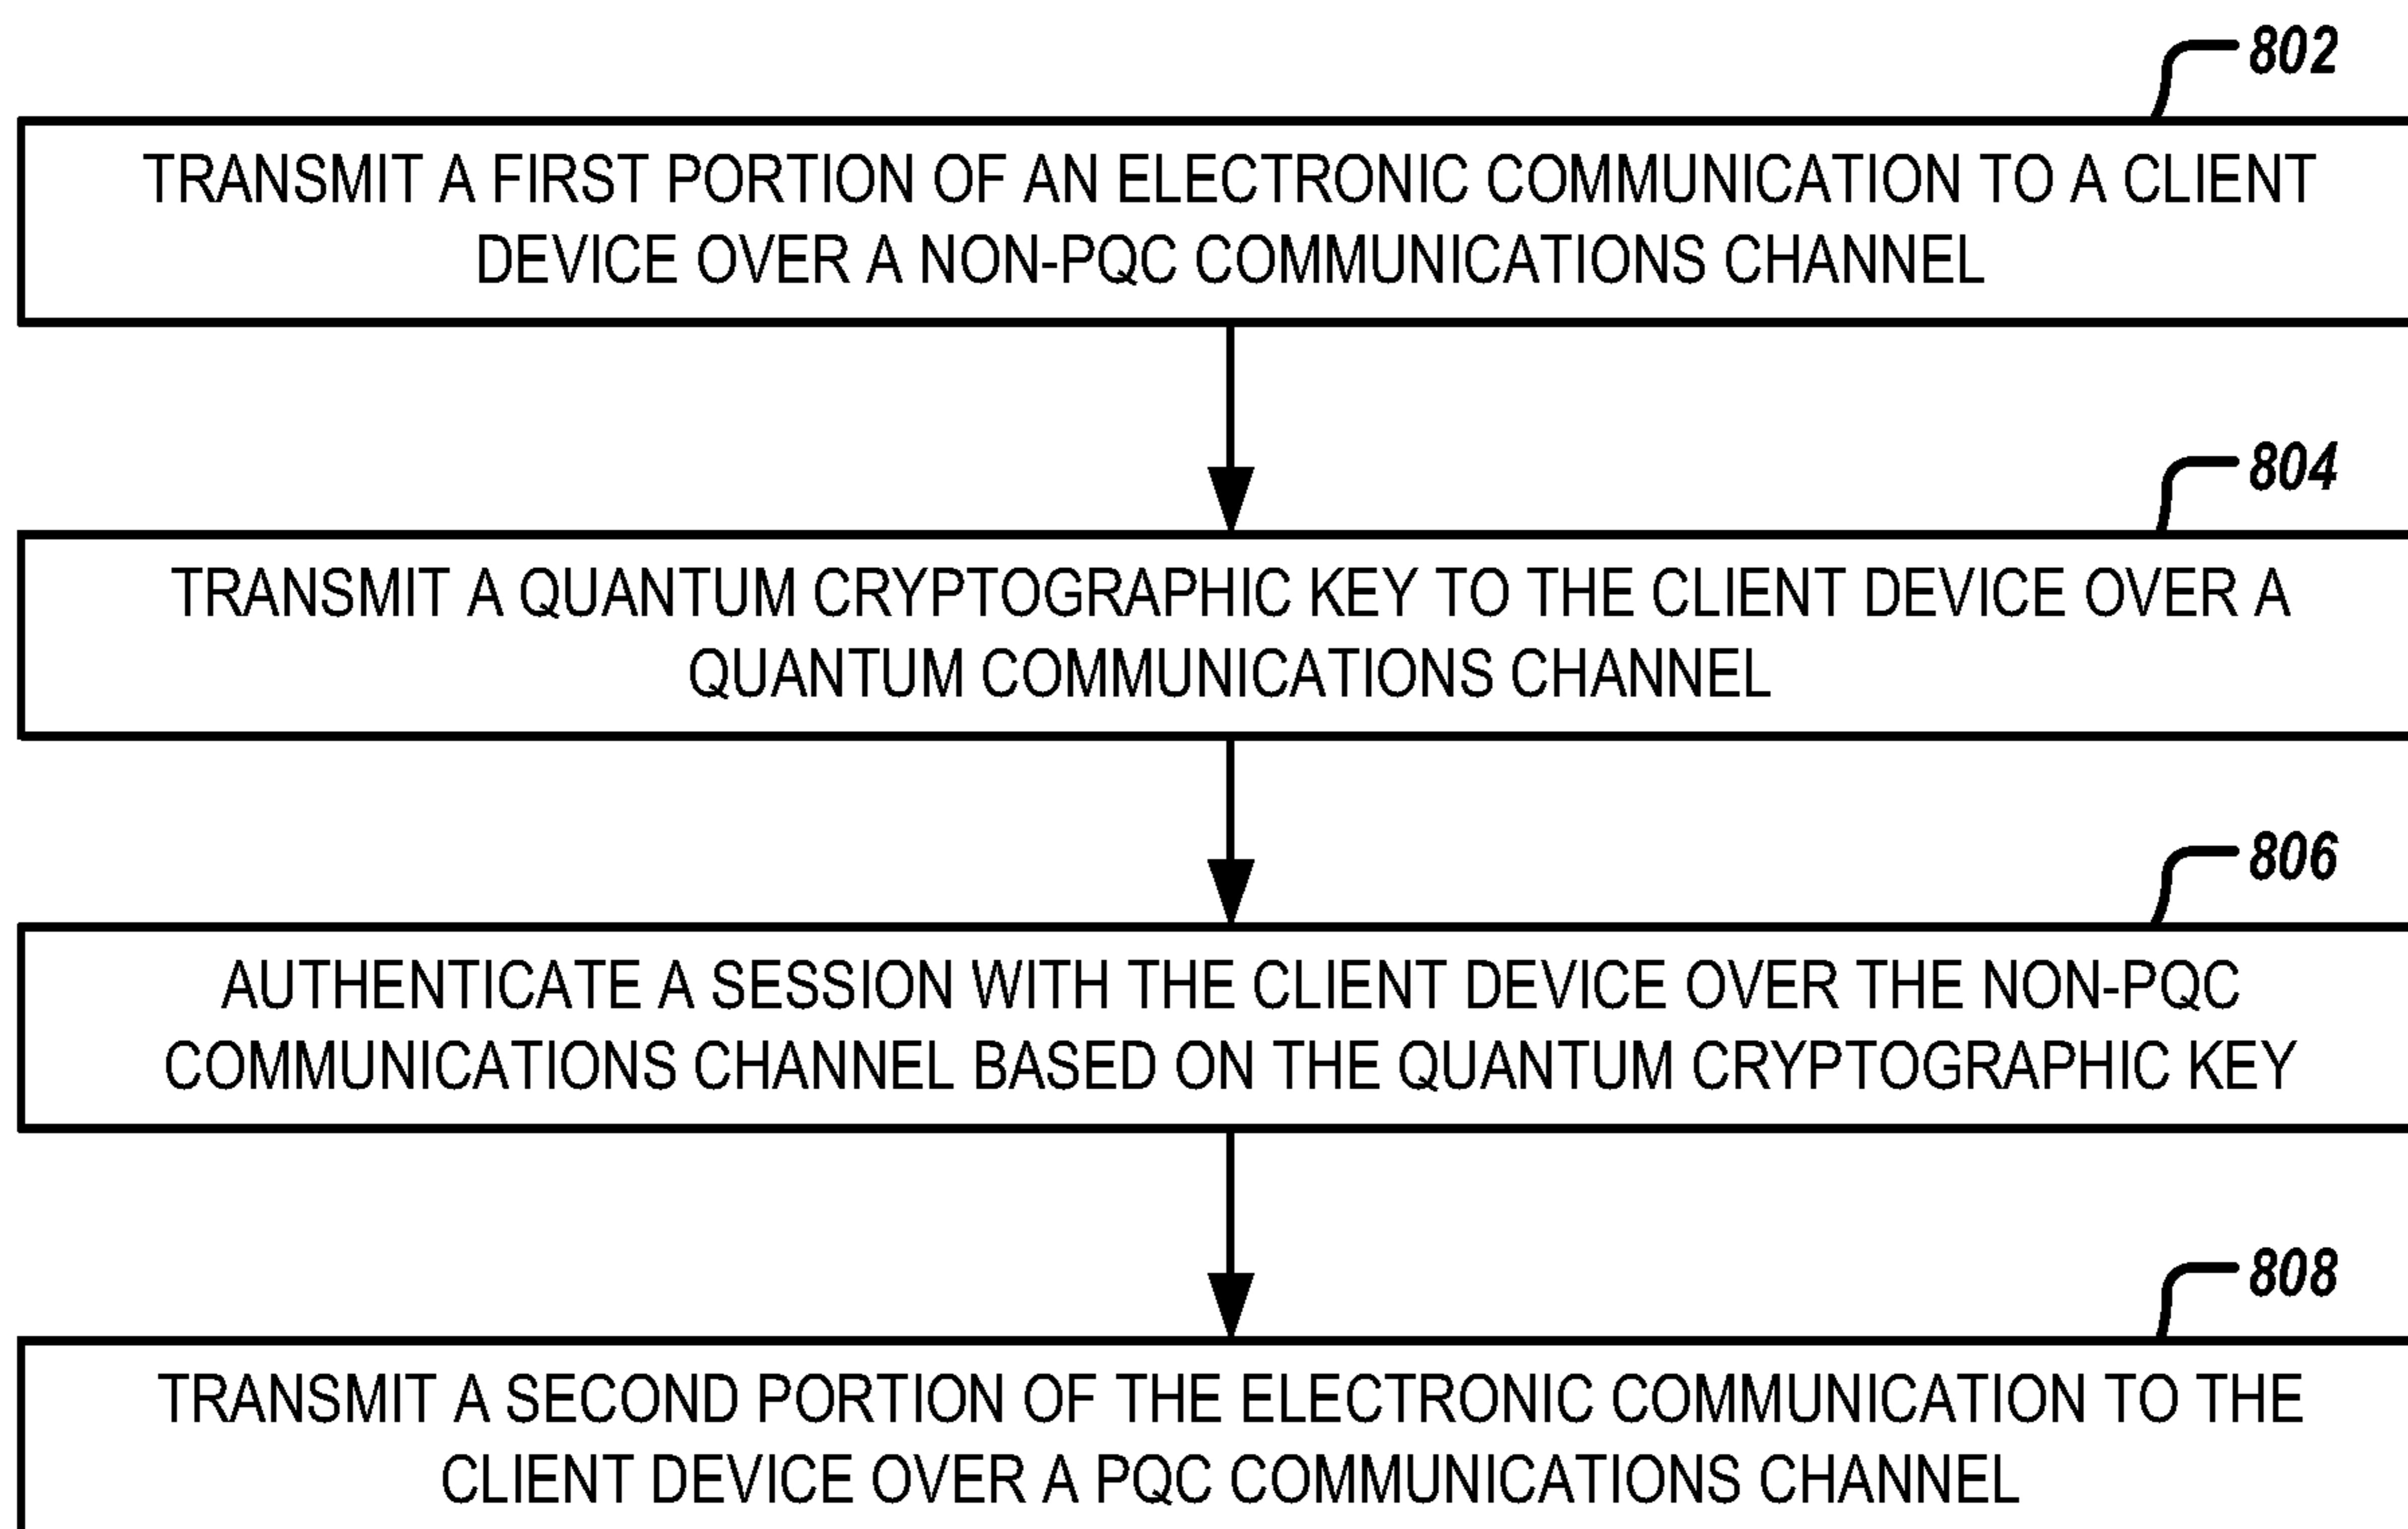 802
TRANSMIT A FIRST PORTION OF AN ELECTRONIC COMMUNICATION TO A CLIENT
DEVICE OVER A NON-PQC COMMUNICATIONS CHANNEL
804
TRANSMIT A QUANTUM CRYPTOGRAPHIC KEY TO THE CLIENT DEVICE OVER A
QUANTUM COMMUNICATIONS CHANNEL
806
AUTHENTICATE A SESSION WITH THE CLIENT DEVICE OVER THE NON-PQC
COMMUNICATIONS CHANNEL BASED ON THE QUANTUM CRYPTOGRAPHIC KEY
808
TRANSMIT A SECOND PORTION OF THE ELECTRONIC COMMUNICATION TO THE
CLIENT DEVICE OVER A PQC COMMUNICATIONS CHANNEL